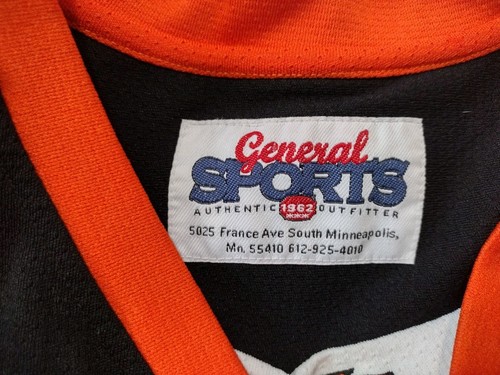 General
SPORTS
AUTHENTIC 1962 OUTFITTER
5025 France Ave South Minneapolis,
Mn. 55410 612-925-4010